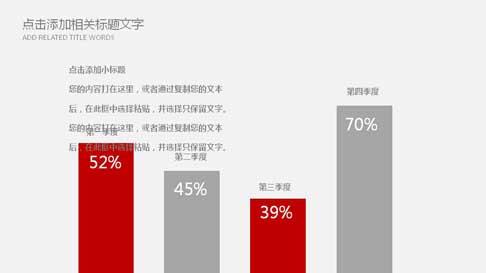 点击添加相关标题文字
ADD RELATED TITLE WORDS
点击添加小标题
您的内容打在这里，或者通过复制您的文本
后，在此框中选择粘贴，并选择只保留文字。
您的内容打在这里，或者通过复制您的文本
后，在此框中选择粘贴，并选择只保留文字。
第一季度
52%
第二季度
45%
第三季度
39%
第四季度
70%